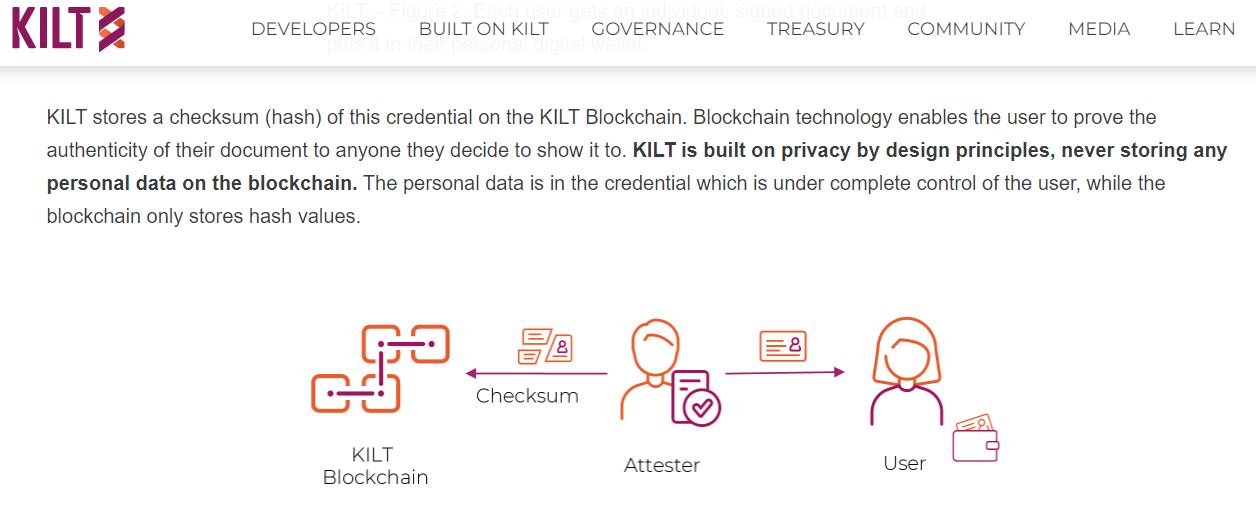 KILT
KILT – Figure 2: Each user gets an individual, signed document and
puts it in their personal digital wallet.
DEVELOPERS BUILT ON KILT GOVERNANCE TREASURY COMMUNITY MEDIA LEARN
KILT stores a checksum (hash) of this credential on the KILT Blockchain. Blockchain technology enables the user to prove the
authenticity of their document to anyone they decide to show it to. KILT is built on privacy by design principles, never storing any
personal data on the blockchain. The personal data is in the credential which is under complete control of the user, while the
blockchain only stores hash values.
Checksum
KILT
Blockchain
Attester
User